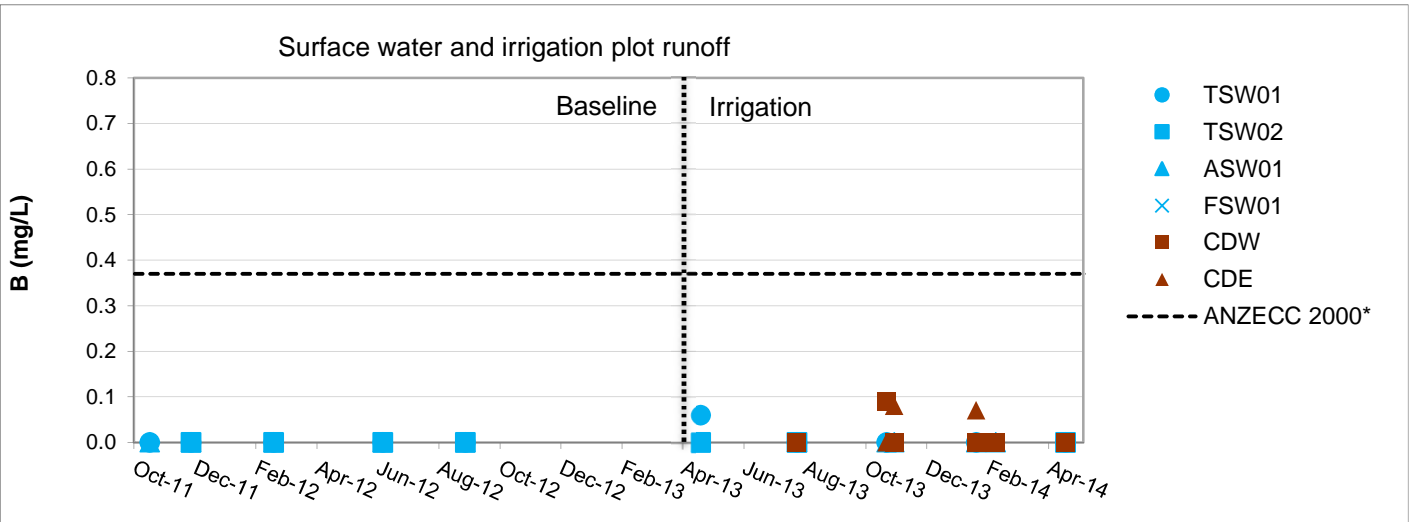 Surface water and irrigation plot runoff
Baseline
Irrigation
B (mg/L)
0.8
0.7
0.6
0.5
0.4
0.3
0.2
0.1
0.0
Oct-11
Dec-11
Feb-12
Apr-12
Jun-12
Aug-12
Oct-12
Dec-12
Feb-13
Apr-13
Jun-13
Aug-13
Oct-13
Dec-13
Feb-14
Apr-14
TSW01
TSW02
ASW01
FSW01
CDW
CDE
ANZECC 2000*